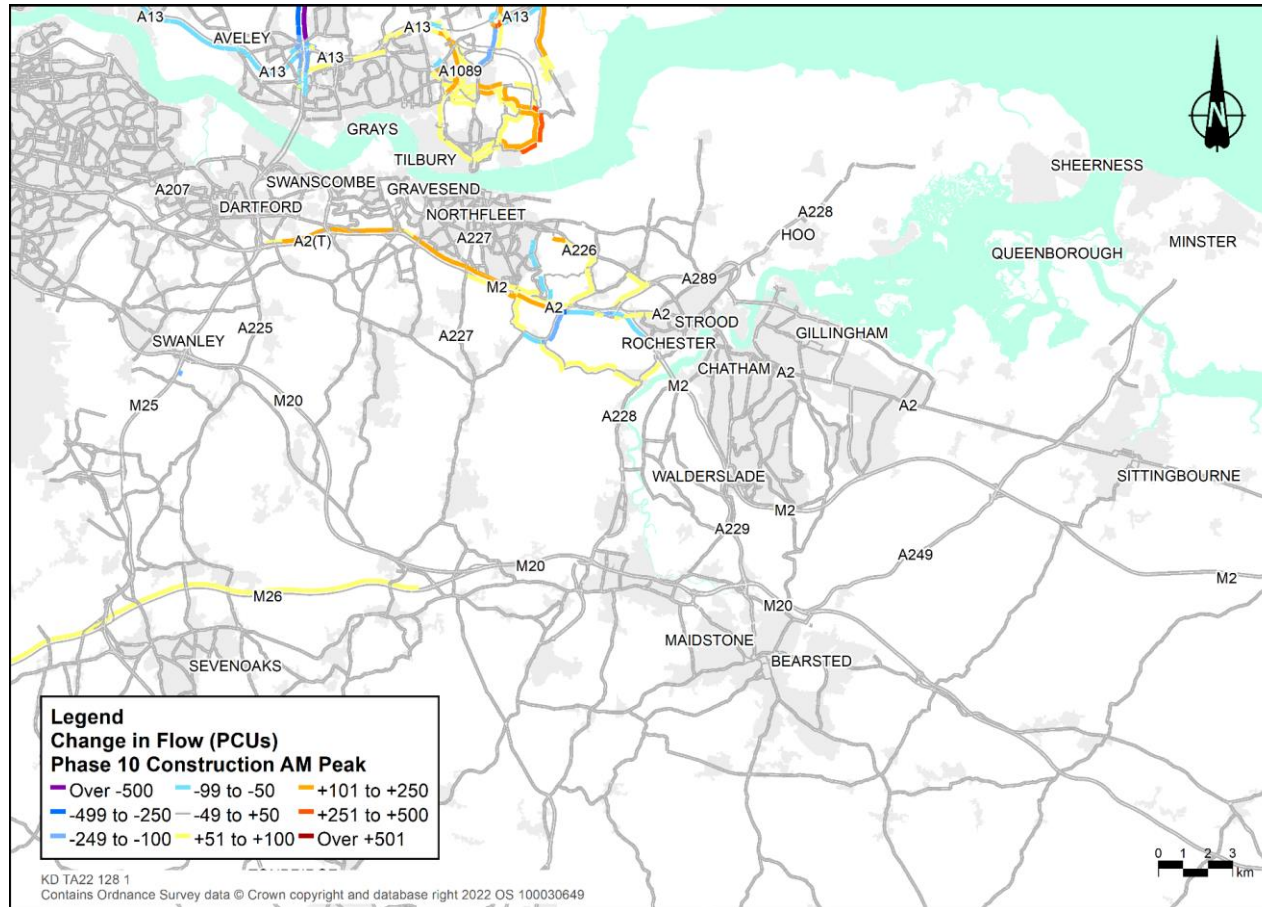 A13
A13
AVELEY
A13
A13
A13
A1089
GRAYS
TILBURY
SHEERNESS
SWANSCOMBE
A207
GRAVESEND
DARTFORD
NORTHFLEET
A228
HOO
MINSTER
A2(T)
A227
A226
QUEENBOROUGH
A289
M2
A2
A2
STROOD
A225
A227
GILLINGHAM
SWANLEY
ROCHESTER
CHATHAM
A2
M2
M25
M20
A2
A228
WALDERSLADE
SITTINGBOURNE
M2
A229
A249
M20
M2
M26
M20
MAIDSTONE
BEARSTED
SEVENOAKS
N
Legend
Change in Flow (PCUs)
Phase 10 Construction AM Peak
Over -500
-99 to -50
+101 to +250
-499 to -250
-49 to +50
+251 to +500
-249 to -100
+51 to +100
Over +501
0 1 2 3
km
KD TA22 128 1
Contains Ordnance Survey data © Crown copyright and database right 2022 OS 100030649